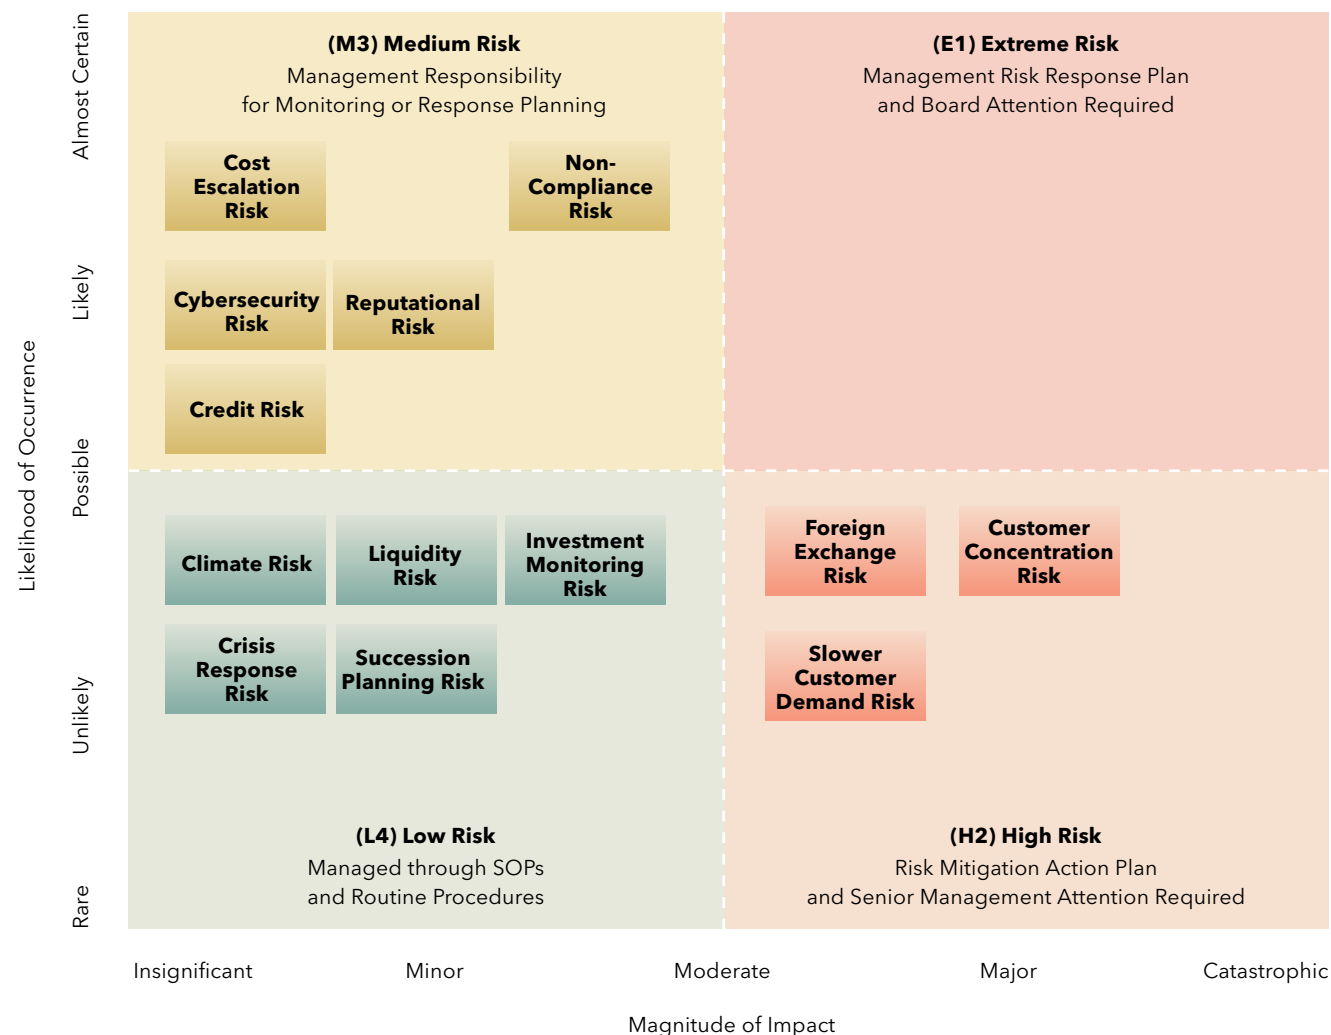 Likelihood of Occurrence
Almost Certain
Likely
Possible
Unlikely
Rare
(M3) Medium Risk
Management Responsibility
for Monitoring or Response Planning
Cost
Escalation
Risk
Non-
Compliance
Risk
Cybersecurity
Risk
Reputational
Risk
Credit Risk
(E1) Extreme Risk
Management Risk Response Plan
and Board Attention Required
Climate Risk
Liquidity
Risk
Investment
Monitoring
Risk
Crisis
Response
Risk
Succession
Planning Risk
(L4) Low Risk
Managed through SOPs
and Routine Procedures
Foreign
Exchange
Risk
Customer
Concentration
Risk
Slower
Customer
Demand Risk
(H2) High Risk
Risk Mitigation Action Plan
and Senior Management Attention Required
Insignificant
Minor
Moderate
Major
Catastrophic
Magnitude of Impact